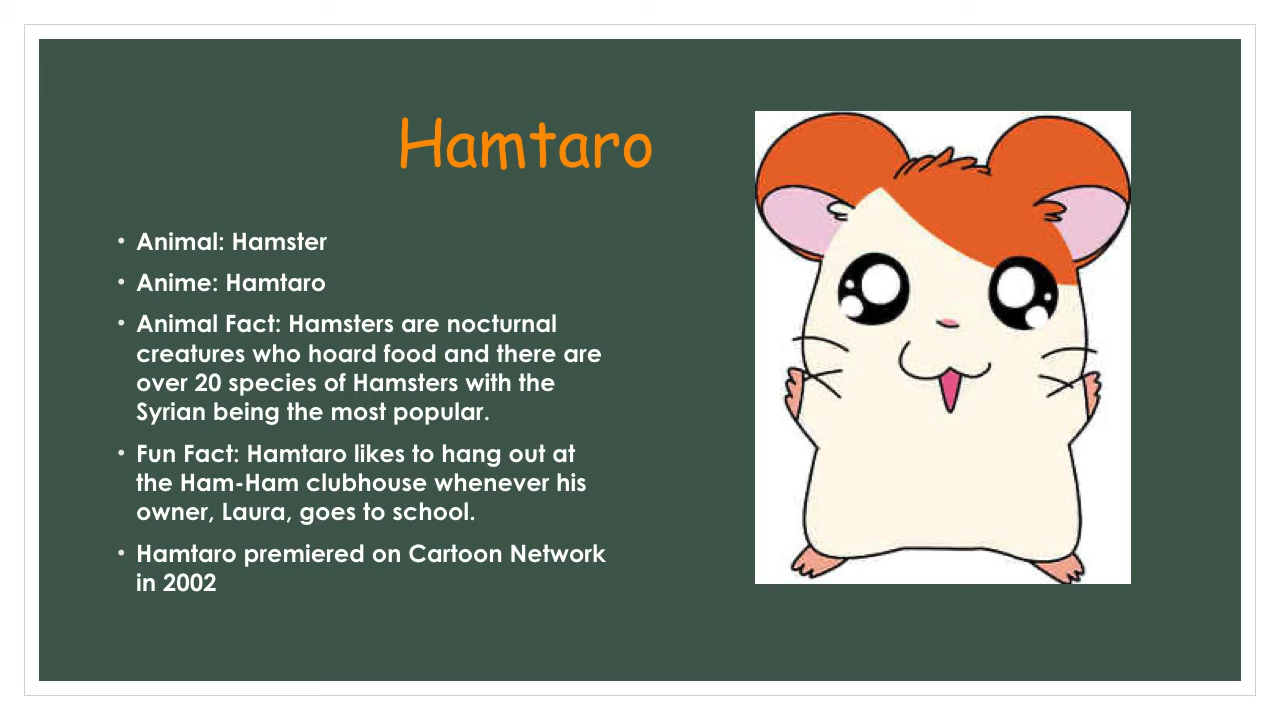 Hamtaro
• Animal: Hamster
• Anime: Hamtaro
• Animal Fact: Hamsters are nocturnal
creatures who hoard food and there are
over 20 species of Hamsters with the
Syrian being the most popular.
• Fun Fact: Hamtaro likes to hang out at
the Ham-Ham clubhouse whenever his
owner, Laura, goes to school.
• Hamtaro premiered on Cartoon Network
in 2002